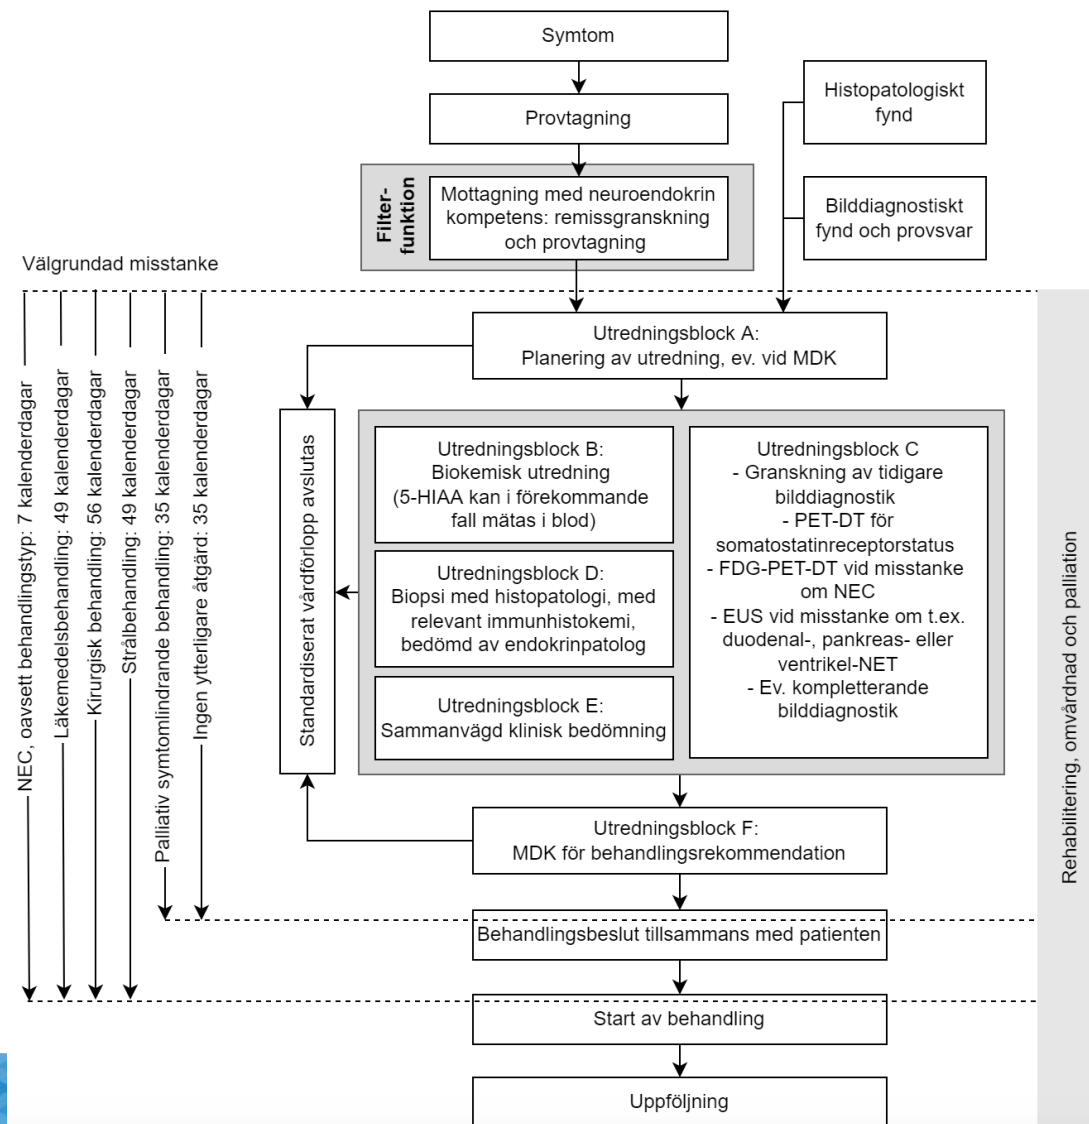 Symtom
Provtagning
Histopatologiskt
fynd
Filter-
funktion
Mottagning med neuroendokrin
kompetens: remissgranskning
och provtagning
Bilddiagnostiskt
fynd och provsvar
Välgrundad misstanke
NEC, oavsett behandlingstyp: 7 kalenderdagar
Läkemedelsbehandling: 49 kalenderdagar
Kirurgisk behandling: 56 kalenderdagar
Strålbehandling: 49 kalenderdagar
Palliativ symtomlindrande behandling: 35 kalenderdagar
Ingen ytterligare åtgärd: 35 kalenderdagar
Utredningsblock A:
Planering av utredning, ev. vid MDK
Standardiserat vårdförlopp avslutas
Utredningsblock B:
Biokemisk utredning
(5-HIAA kan i förekommande
fall mätas i blod)
Utredningsblock D:
Biopsi med histopatologi, med
relevant immunhistokemi,
bedömd av endokrinpatolog
Utredningsblock E:
Sammanvägd klinisk bedömning
Utredningsblock C
- Granskning av tidigare
bilddiagnostik
- PET-DT för
somatostatinreceptorstatus
- FDG-PET-DT vid misstanke
om NEC
- EUS vid misstanke om t.ex.
duodenal-, pankreas- eller
ventrikel-NET
- Ev. kompletterande
bilddiagnostik
Utredningsblock F:
MDK för behandlingsrekommendation
Behandlingsbeslut tillsammans med patienten
Start av behandling
Uppföljning
Rehabilitering, omvårdnad och palliation